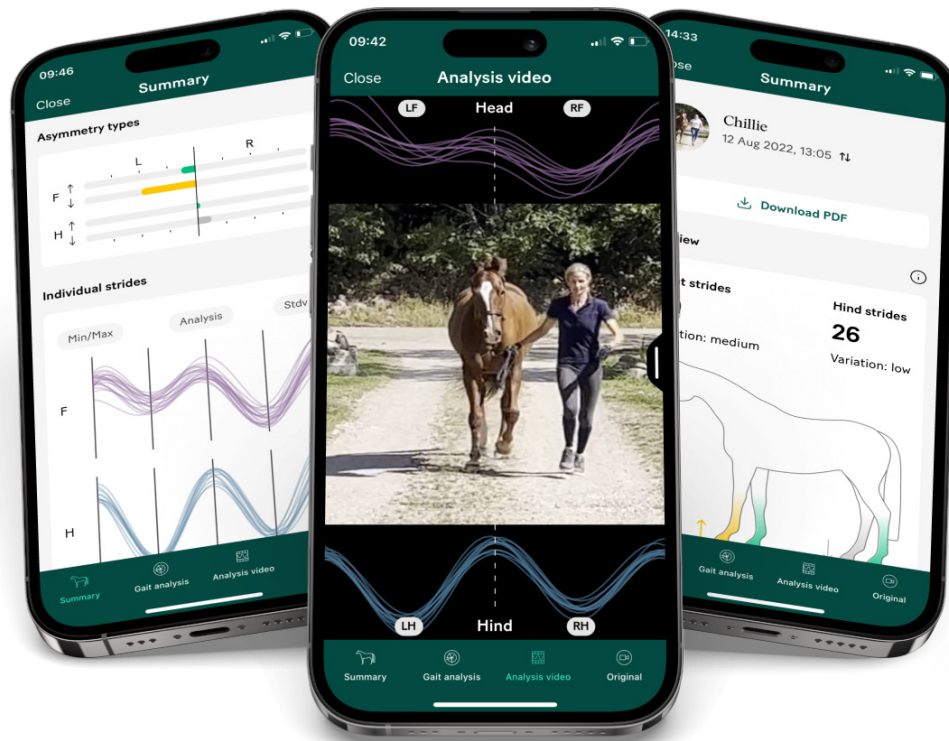 09:46
Close
Summary
Asymmetry types
L
R
F
H
Individual strides
Min/Max
Analysis
Stdv
F
H
Summary
Gait analysis
Analysis video
09:42
Close
Analysis video
LF
Head
RF
LH
Hind
RH
Summary
Gait analysis
Analysis video
Original
14:33
Summary
Chillie
12 Aug 2022, 13:05
Download PDF
strides
Hind strides
26
medium
Variation: low
Gait analysis
Analysis video
Original